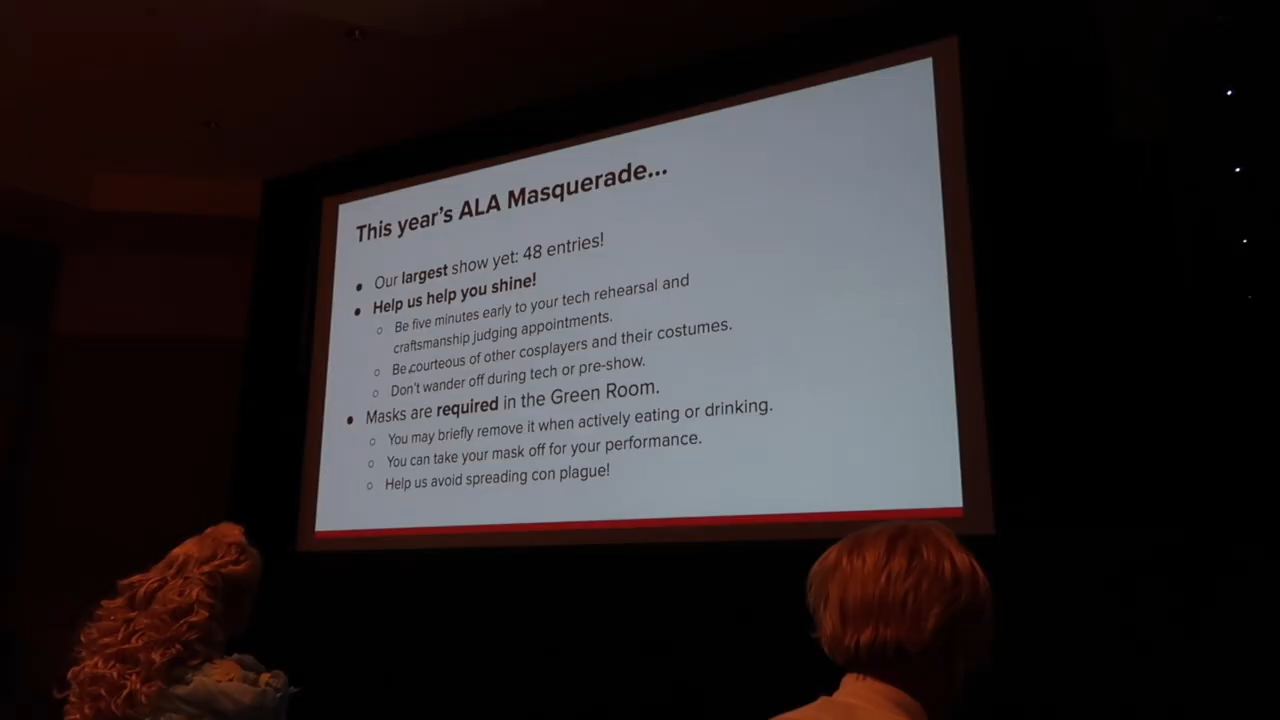 This year's ALA Masquerade...
● Our largest show yet: 48 entries!
● Help us help you shine!
○ Be five minutes early to your tech rehearsal and
craftsmanship judging appointments.
○ Be courteous of other cosplayers and their costumes.
○ Don't wander off during tech or pre-show.
● Masks are required in the Green Room.
○ You may briefly remove it when actively eating or drinking.
○ You can take your mask off for your performance.
○ Help us avoid spreading con plague!